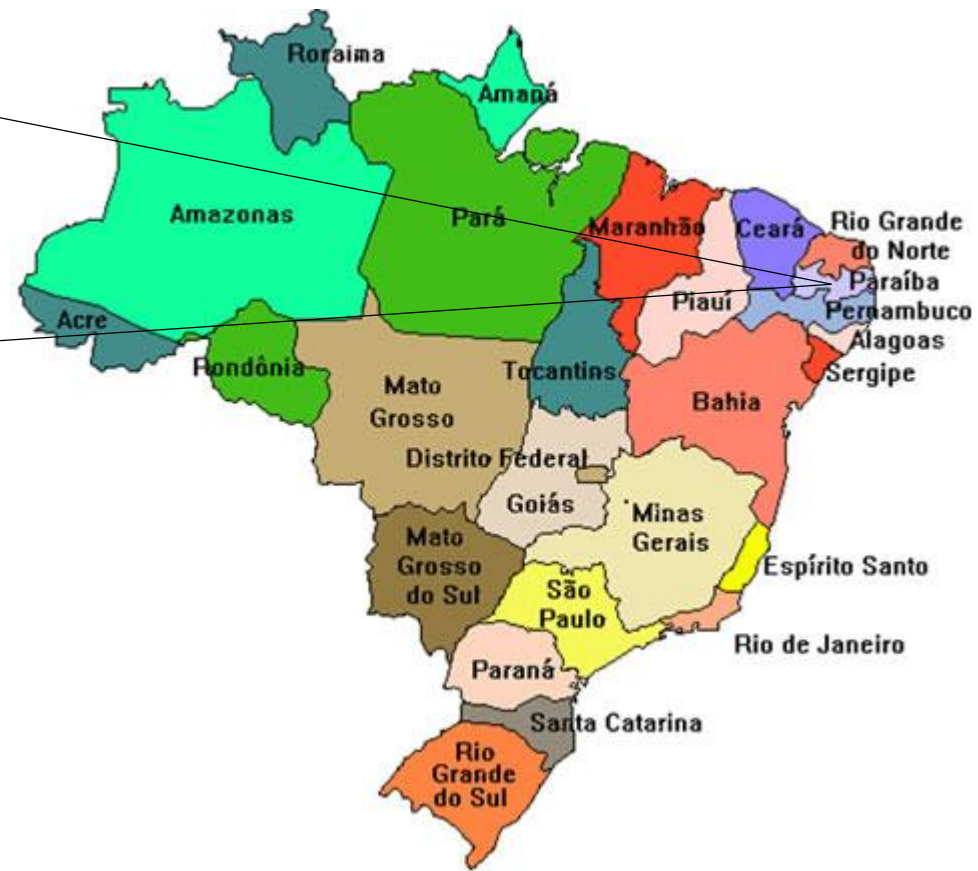 Roraima
Amapá
Amazonas
Pará
Maranhão
Ceará
Rio Grande
do Norte
Paraíba
Piauí
Pernambuco
Acre
Alagoas
Rondônia
Tocantins
Sergipe
Mato
Grosso
Bahia
Distrito Federal
Goiás
Minas
Gerais
Mato
Grosso
do Sul
Espírito Santo
São
Paulo
Rio de Janeiro
Paraná
Santa Catarina
Rio
Grande
do Sul